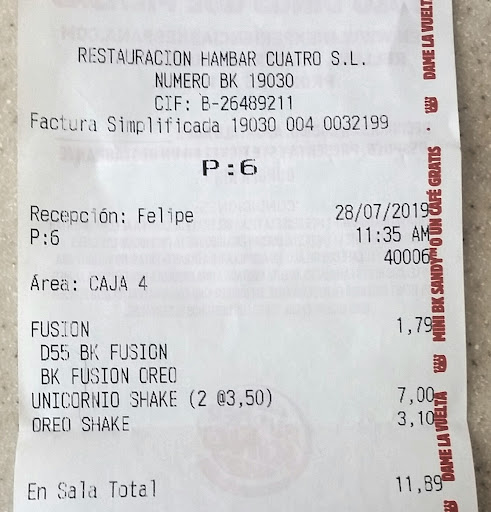 RESTAURACION HAMBAR CUATRO S.L.
NUMERO BK 19030
CIF: B-26489211
Factura Simplificada 19030 004 0032199
P:6
Recepción: Felipe 28/07/2019
P:6 11:35 AM
40006
Área: CAJA 4
FUSION 1,79
D55 BK FUSION
BK FUSION OREO
UNICORNIO SHAKE (2 @3,50) 7,00
OREO SHAKE 3,10
En Sala Total 11,89
DAME LA VUELTA
MINI BK SANDY™ O UN CAFÉ GRATIS.
DAME LA VUELTA